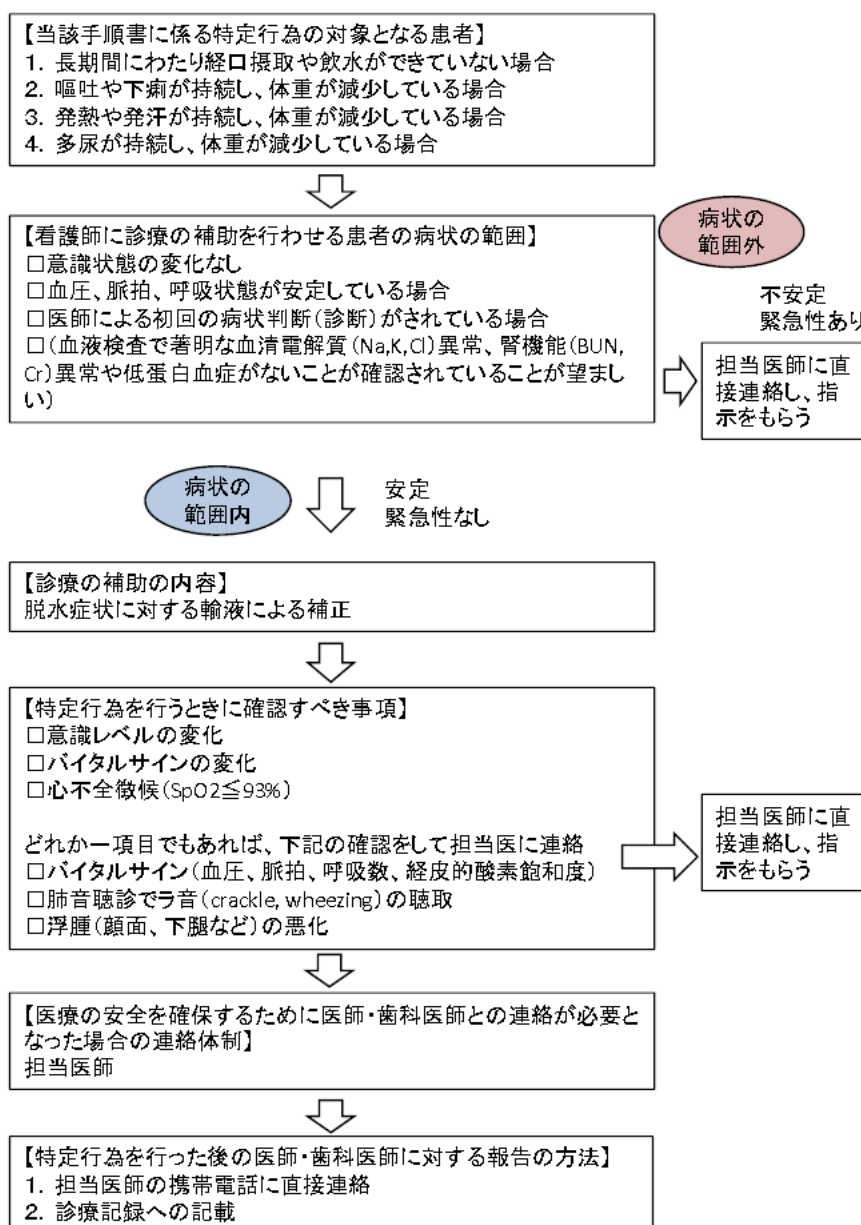 【当該手順書に係る特定行為の対象となる患者】
1. 長期間にわたり経口摂取や飲水ができていない場合
2. 嘔吐や下痢が持続し、体重が減少している場合
3. 発熱や発汗が持続し、体重が減少している場合
4. 多尿が持続し、体重が減少している場合
【看護師に診療の補助を行わせる患者の病状の範囲】
□意識状態の変化なし
□血圧、脈拍、呼吸状態が安定している場合
□医師による初回の病状判断(診断)がされている場合
□(血液検査で著明な血清電解質(Na,K,Cl)異常、腎機能(BUN,
Cr)異常や低蛋白血症がないことが確認されていることが望まし
い)
病状の
範囲外
不安定
緊急性あり
担当医師に直
接連絡し、指
示をもらう
病状の
範囲内
安定
緊急性なし
【診療の補助の内容】
脱水症状に対する輸液による補正
【特定行為を行うときに確認すべき事項】
□意識レベルの変化
□バイタルサインの変化
□心不全徴候(SpO2≦93%)
どれか一項目でもあれば、下記の確認をして担当医に連絡
□バイタルサイン(血圧、脈拍、呼吸数、経皮的酸素飽和度)
□肺音聴診でラ音(crackle, wheezing)の聴取
□浮腫(顔面、下腿など)の悪化
担当医師に直
接連絡し、指
示をもらう
【医療の安全を確保するために医師・歯科医師との連絡が必要と
なった場合の連絡体制】
担当医師
【特定行為を行った後の医師・歯科医師に対する報告の方法】
1. 担当医師の携帯電話に直接連絡
2. 診療記録への記載